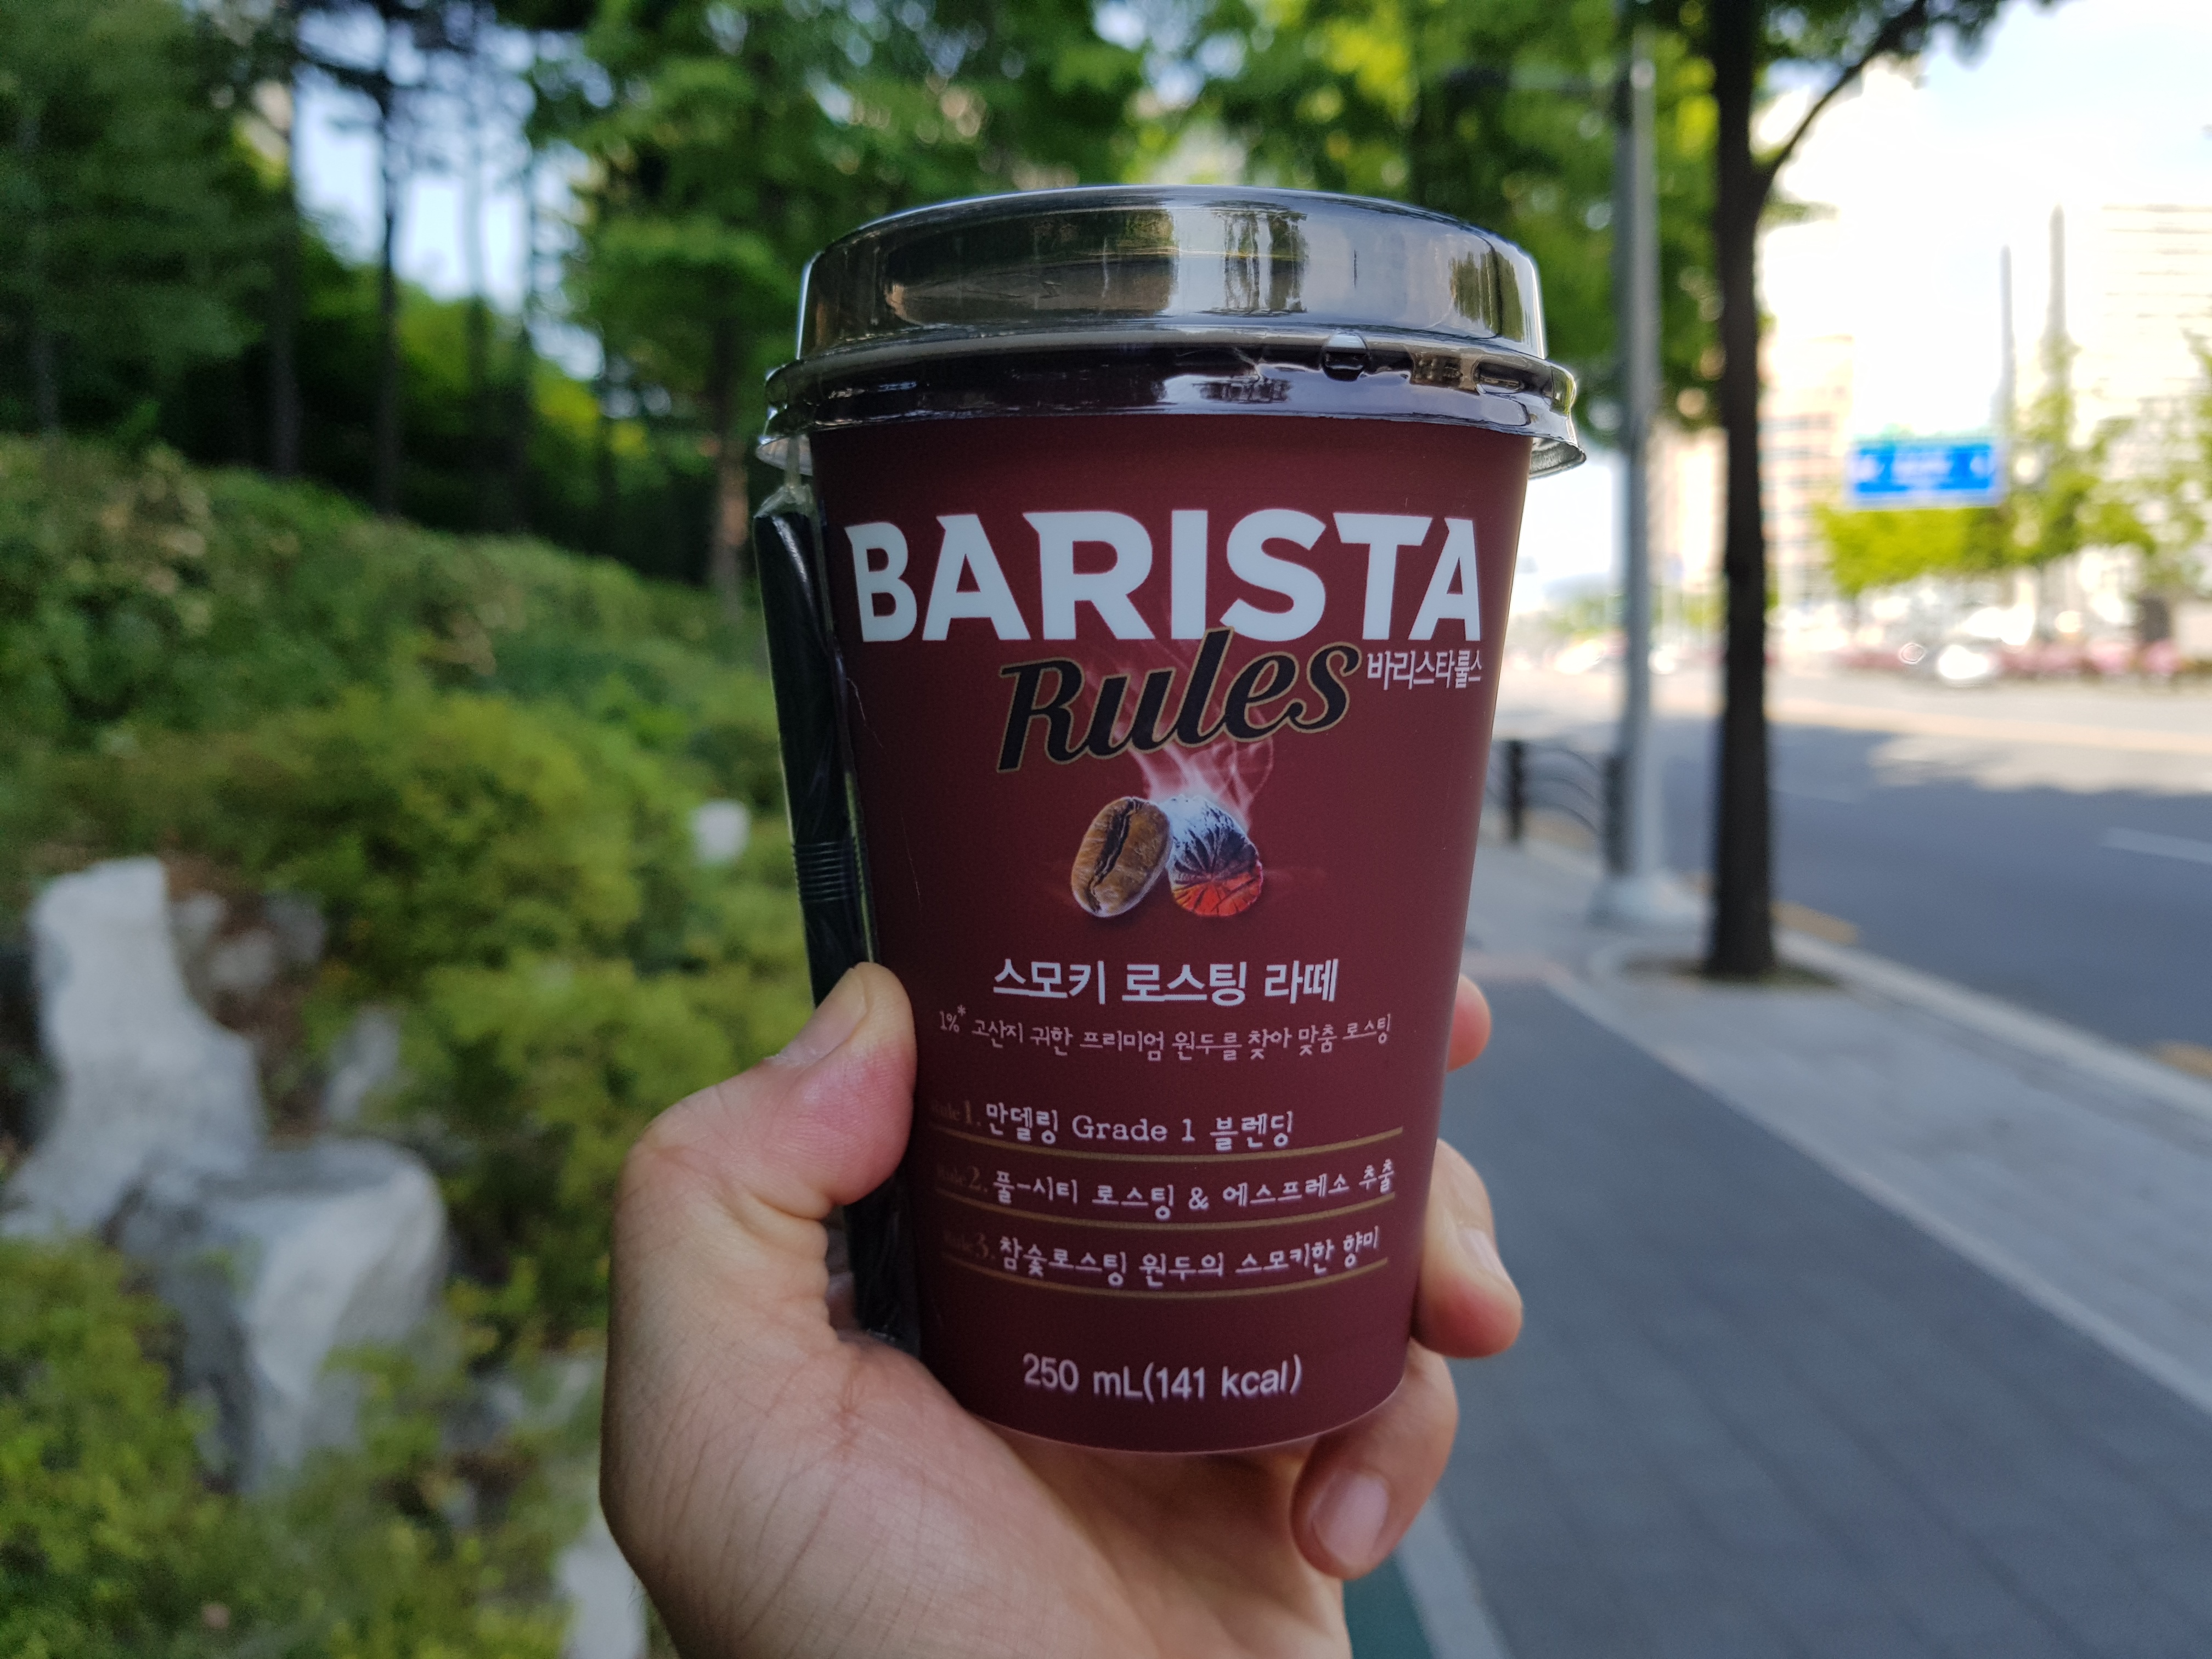 BARISTA
Rules 바리스타룰스
스모키 로스팅 라떼
1%* 고산지 귀한 프리미엄 원두를 찾아 맞춤 로스팅
Rule 1. 만델링 Grade 1 블렌딩
Rule 2. 풀-시티 로스팅 & 에스프레소 추출
Rule 3. 참숯로스팅 원두의 스모키한 향미
250 mL(141 kcal)